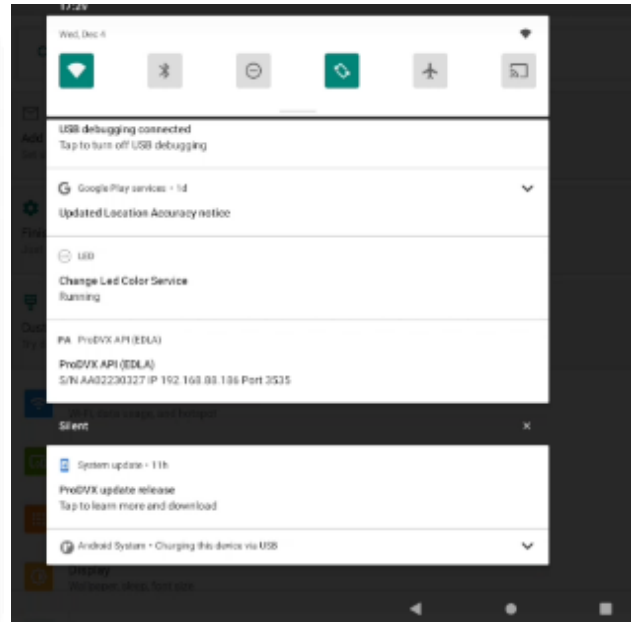 17:29
Wed, Dec 4
USB debugging connected
Tap to turn off USB debugging
Google Play services • 1d
Updated Location Accuracy notice
LED
Change Led Color Service
Running
PA ProDVX API (EDLA)
ProDVX API (EDLA)
S/N AA02230327 IP 192.168.88.186 Port 3535
Silent
System update • 11h
ProDVX update release
Tap to learn more and download
Android System • Charging this device via USB
Display